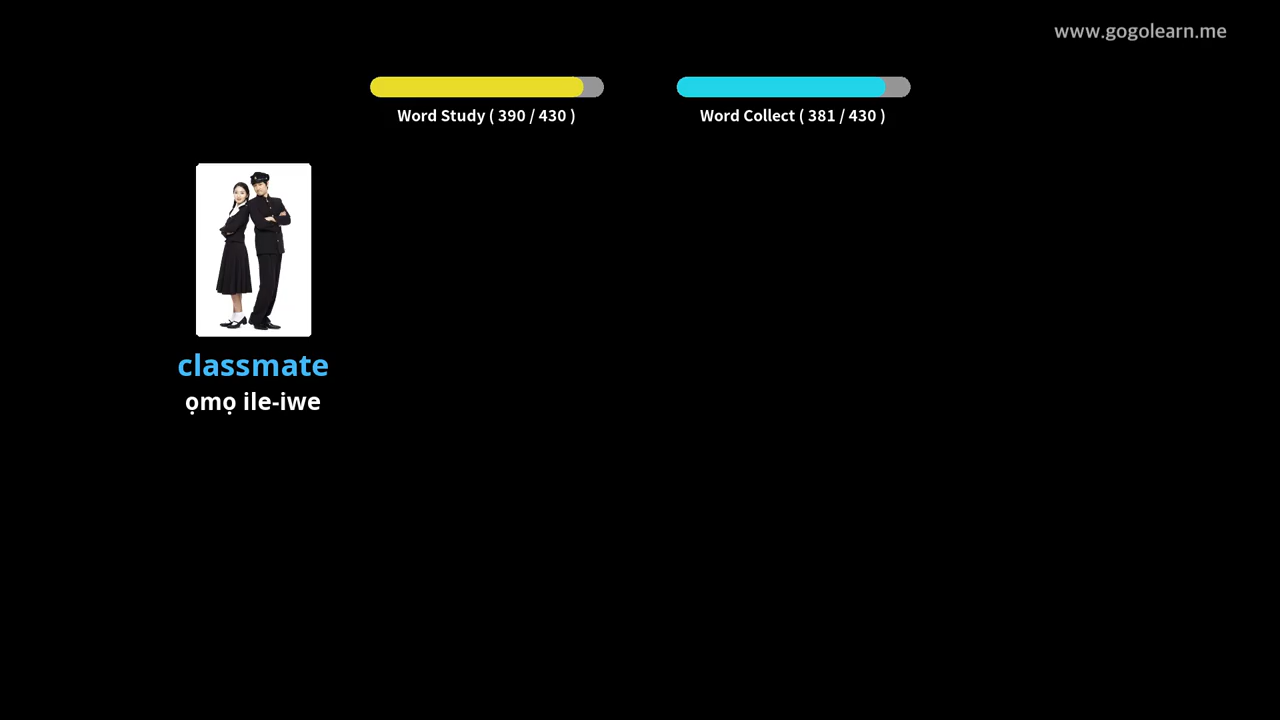 www.gogolearn.me
Word Study ( 390 / 430 )
Word Collect ( 381 / 430 )
classmate
ọmọ ile-iwe